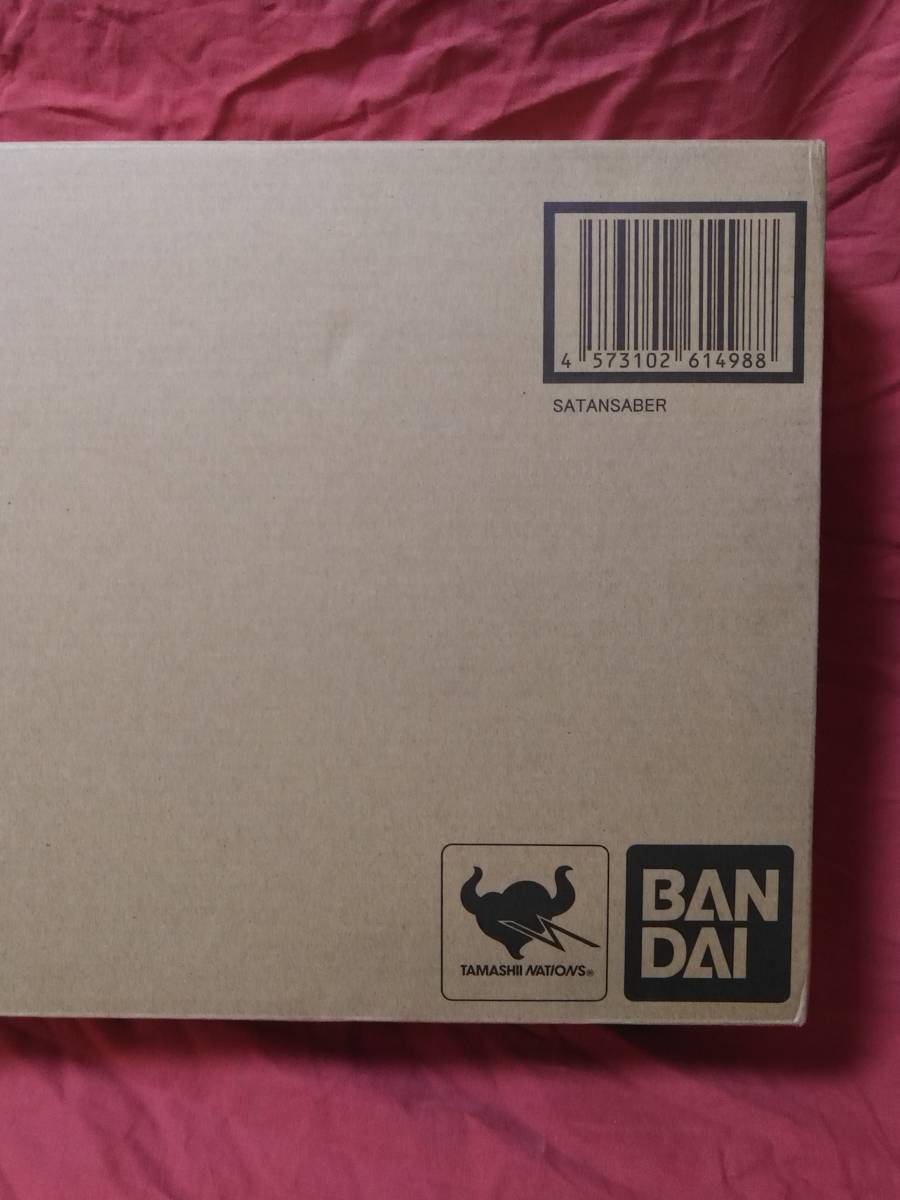 4 573102 614988
SATANSABER
TAMASHII NATIONS®
BAN
DAI